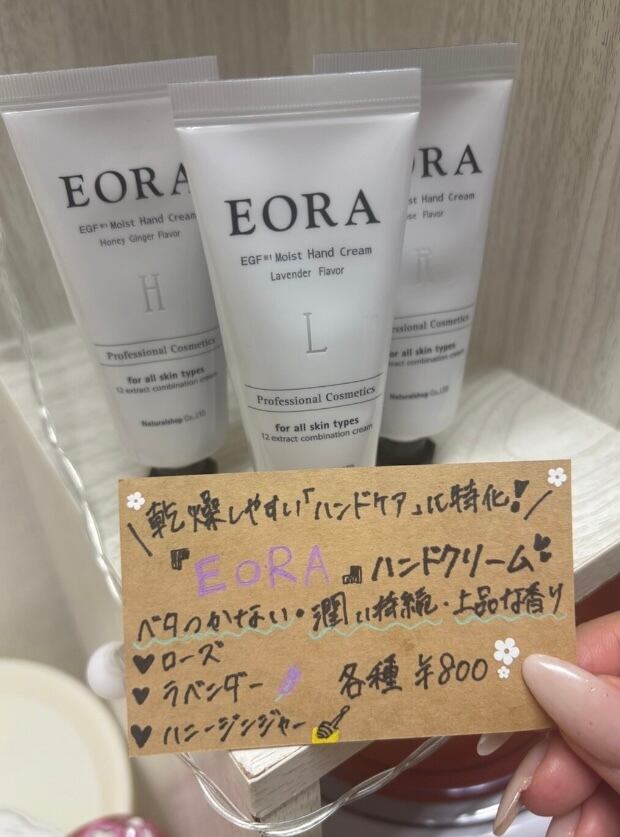 EORA
EGF※1 Moist Hand Cream
Honey Ginger Flavor
H
Professional Cosmetics
for all skin types
12 extract combination cream
Naturalshop Co.,LTD
EORA
EGF※1 Moist Hand Cream
Lavender Flavor
L
Professional Cosmetics
for all skin types
12 extract combination cream
ORA
Moist Hand Cream
Flavor
R
Cosmetics
for all skin types
12 extract combination cream
Naturalshop Co.,LTD
\乾燥しやすい「ハンドケア」に特化!/
『EORA』ハンドクリーム
ベタつかない・潤い持続・上品な香り
♥ローズ
♥ラベンダー
各種 ¥800
♥ハニージンジャー